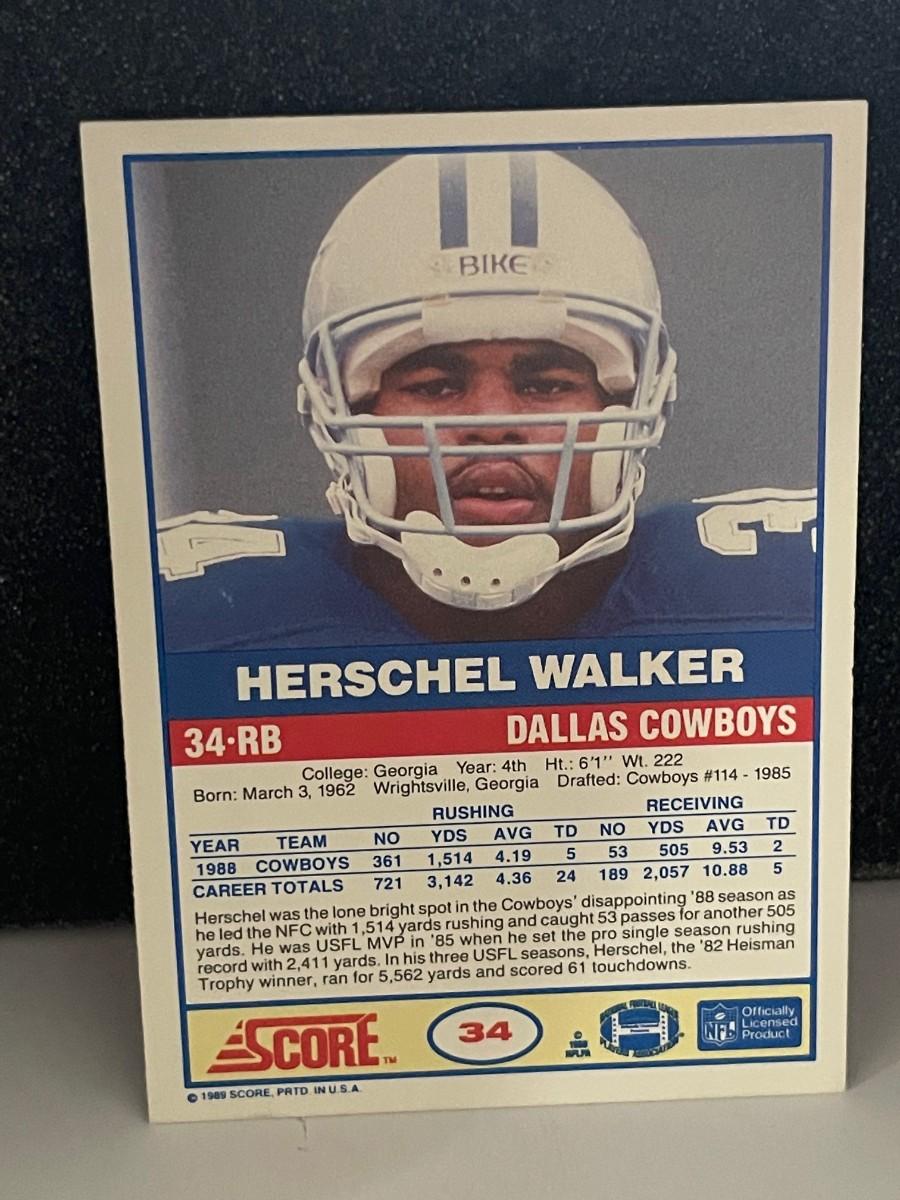 BIKE
4 3
HERSCHEL WALKER
34·RB DALLAS COWBOYS
College: Georgia Year: 4th Ht.: 6'1'' Wt. 222
Born: March 3, 1962 Wrightsville, Georgia Drafted: Cowboys #114 - 1985
RUSHING RECEIVING
YEAR TEAM NO YDS AVG TD NO YDS AVG TD
1988 COWBOYS 361 1,514 4.19 5 53 505 9.53 2
CAREER TOTALS 721 3,142 4.36 24 189 2,057 10.88 5
Herschel was the lone bright spot in the Cowboys' disappointing '88 season as
he led the NFC with 1,514 yards rushing and caught 53 passes for another 505
yards. He was USFL MVP in '85 when he set the pro single season rushing
record with 2,411 yards. In his three USFL seasons, Herschel, the '82 Heisman
Trophy winner, ran for 5,562 yards and scored 61 touchdowns.
SCORE TM
34
©
NFLPA
NFL
Officially
Licensed
Product
© 1989 SCORE, PRTD. IN U.S.A.